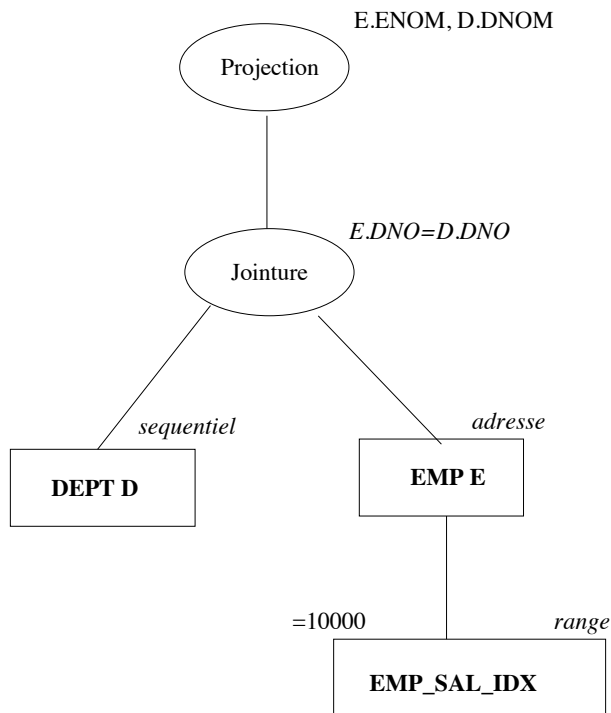 E.ENOM, D.DNOM
Projection
E.DNO=D.DNO
Jointure
sequentiel
adresse
DEPT D
EMP E
=10000
range
EMP_SAL_IDX